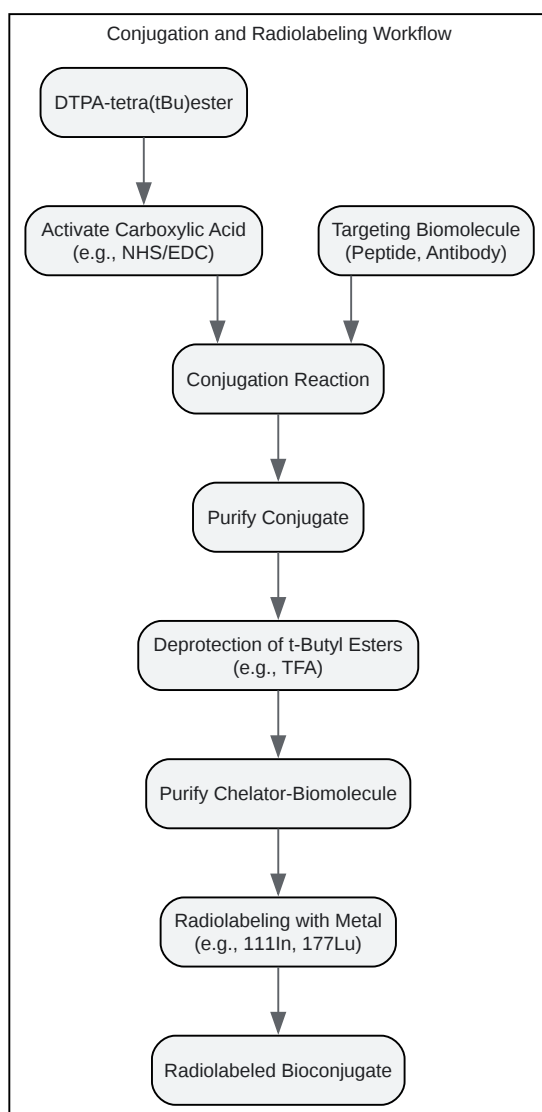 Conjugation and Radiolabeling Workflow
DTPA-tetra(tBu)ester
Activate Carboxylic Acid
(e.g., NHS/EDC)
Targeting Biomolecule
(Peptide, Antibody)
Conjugation Reaction
Purify Conjugate
Deprotection of t-Butyl Esters
(e.g., TFA)
Purify Chelator-Biomolecule
Radiolabeling with Metal
(e.g., 111In, 177Lu)
Radiolabeled Bioconjugate